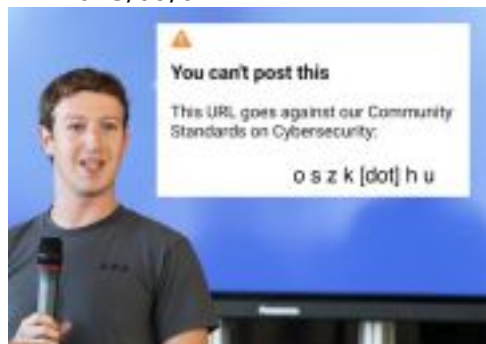 You can't post this
This URL goes against our Community
Standards on Cybersecurity:
o s z k [dot] h u